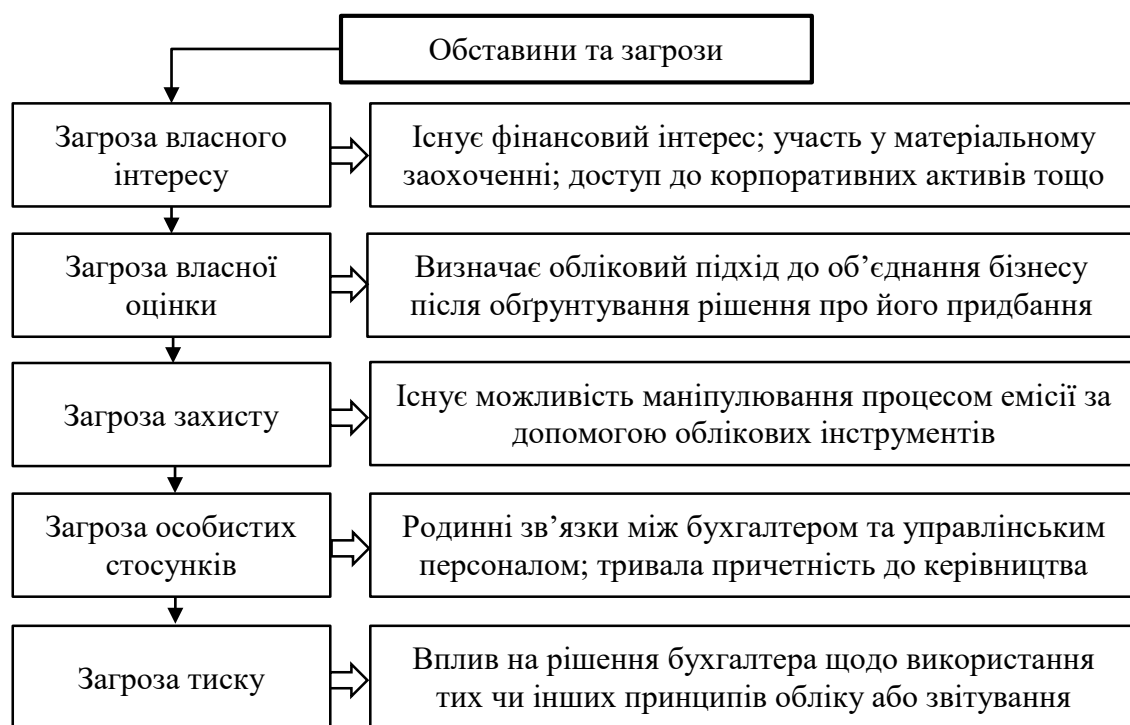 Обставини та загрози
Загроза власного
інтересу
Існує фінансовий інтерес; участь у матеріальному
заохоченні; доступ до корпоративних активів тощо
Загроза власної
оцінки
Визначає обліковий підхід до об’єднання бізнесу
після обґрунтування рішення про його придбання
Загроза захисту
Існує можливість маніпулювання процесом емісії за
допомогою облікових інструментів
Загроза особистих
стосунків
Родинні зв’язки між бухгалтером та управлінським
персоналом; тривала причетність до керівництва
Загроза тиску
Вплив на рішення бухгалтера щодо використання
тих чи інших принципів обліку або звітування